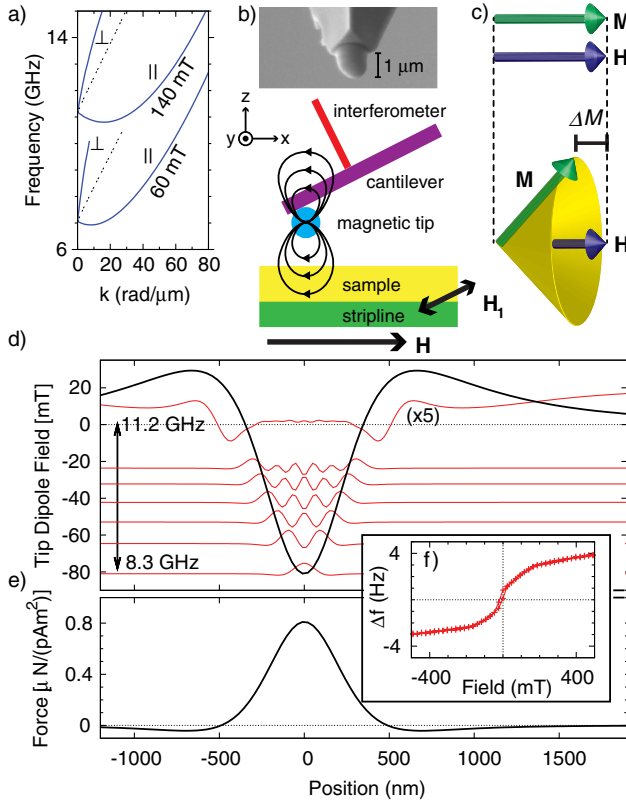 a)
15
Frequency (GHz)
6
⊥
||
140 mT
⊥
||
60 mT
0 20 40 60 80
k (rad/μm)
b)
1 μm
z
y x
interferometer
cantilever
magnetic tip
sample
stripline
H₁
H
c)
M
H
ΔM
M
H
d)
Tip Dipole Field [mT]
20
0
-20
-40
-60
-80
11.2 GHz
8.3 GHz
(x5)
e)
Force[μ N/(pAm²)]
0.8
0.4
0
f)
Δf (Hz)
4
-4
-400 400
Field (mT)
-1000 -500 0 500 1000 1500
Position (nm)